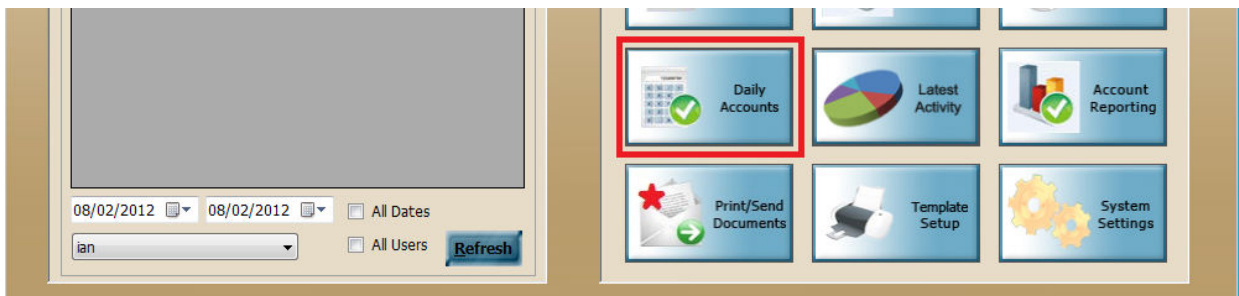 Daily
Accounts
Latest
Activity
Account
Reporting
08/02/2012
08/02/2012
All Dates
ian
All Users
Refresh
Print/Send
Documents
Template
Setup
System
Settings